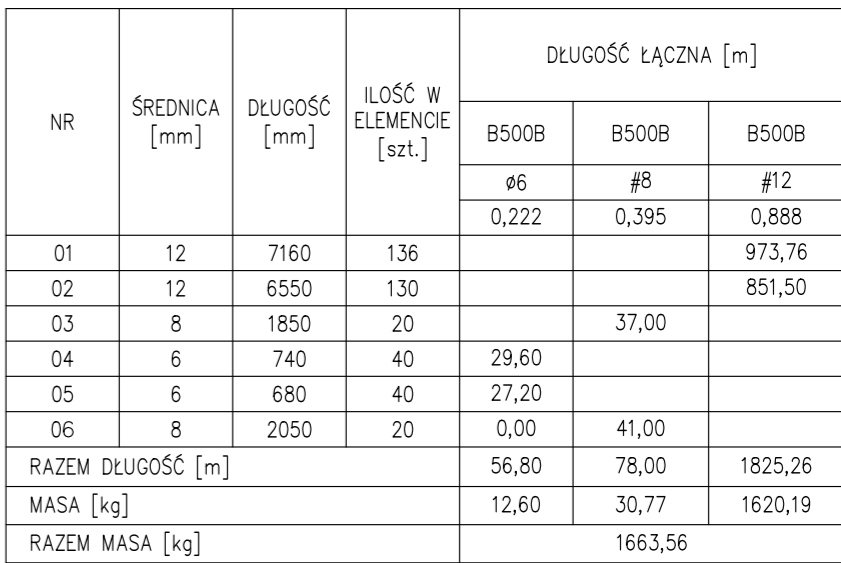 NR ŚREDNICA [mm] DŁUGOŚĆ [mm] ILOŚĆ W ELEMENCIE [szt.] DŁUGOŚĆ ŁĄCZNA [m]
B500B B500B B500B
ø6 #8 #12
0,222 0,395 0,888
01 12 7160 136 973,76
02 12 6550 130 851,50
03 8 1850 20 37,00
04 6 740 40 29,60
05 6 680 40 27,20
06 8 2050 20 0,00 41,00
RAZEM DŁUGOŚĆ [m] 56,80 78,00 1825,26
MASA [kg] 12,60 30,77 1620,19
RAZEM MASA [kg] 1663,56